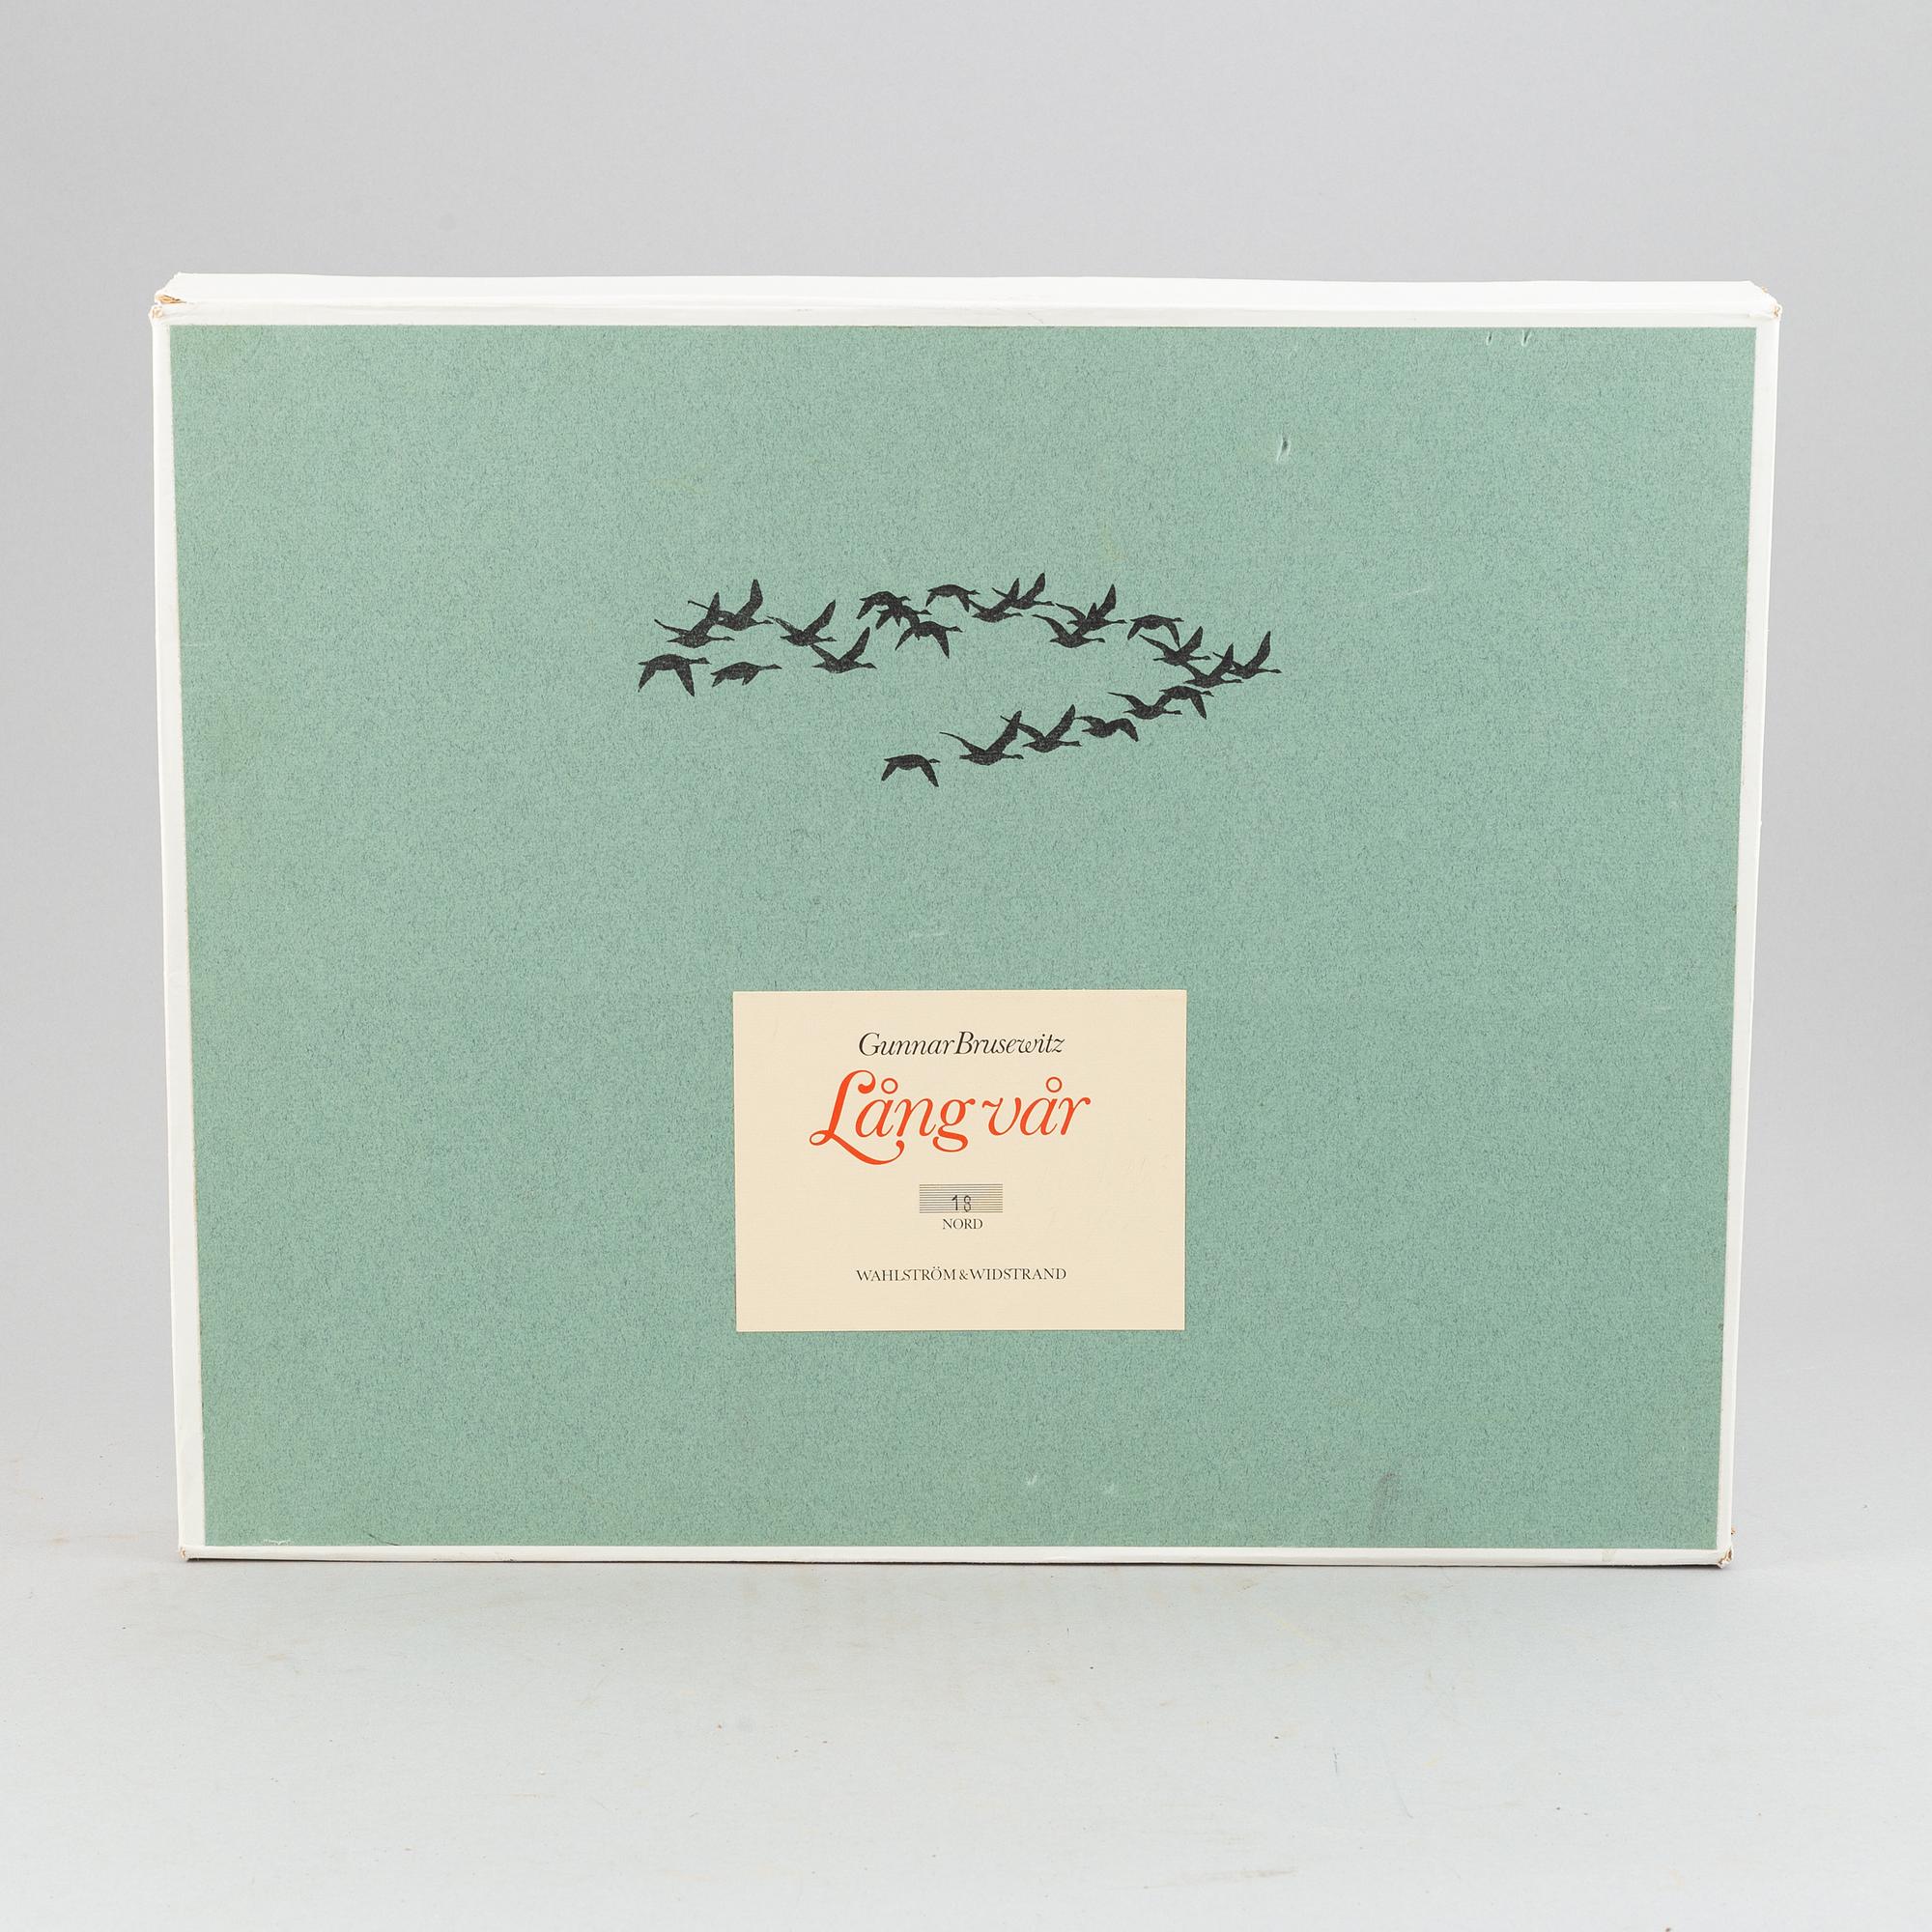 Gunnar Brusewitz
Lång vår
18
NORD
WAHLSTRÖM & WIDSTRAND